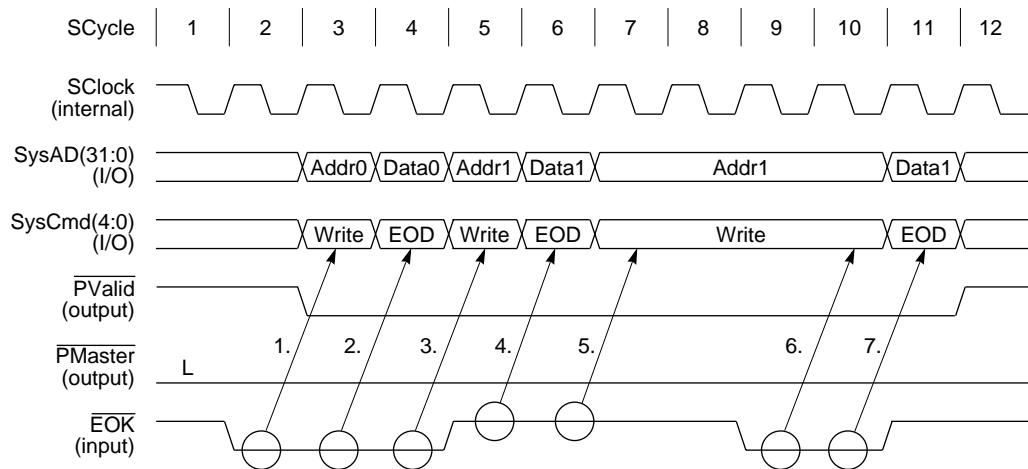 SCycle 1 2 3 4 5 6 7 8 9 10 11 12
SClock
(internal)
SysAD(31:0)
(I/O)
Addr0 Data0 Addr1 Data1 Addr1 Data1
SysCmd(4:0)
(I/O)
Write EOD Write EOD Write EOD
PValid
(output)
1. 2. 3. 4. 5. 6. 7.
PMaster
(output)
L
EOK
(input)